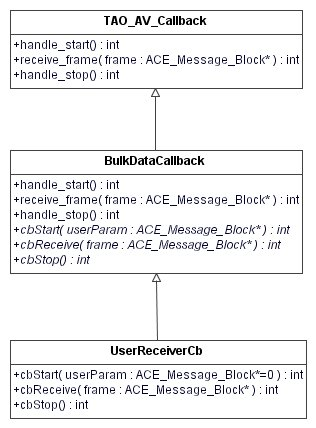 TAO_AV_Callback
+handle_start() : int
+receive_frame( frame : ACE_Message_Block* ) : int
+handle_stop() : int
BulkDataCallback
+handle_start() : int
+receive_frame( frame : ACE_Message_Block* ) : int
+handle_stop() : int
+cbStart( userParam : ACE_Message_Block* ) : int
+cbReceive( frame : ACE_Message_Block* ) : int
+cbStop() : int
UserReceiverCb
+cbStart( userParam : ACE_Message_Block*=0 ) : int
+cbReceive( frame : ACE_Message_Block* ) : int
+cbStop() : int